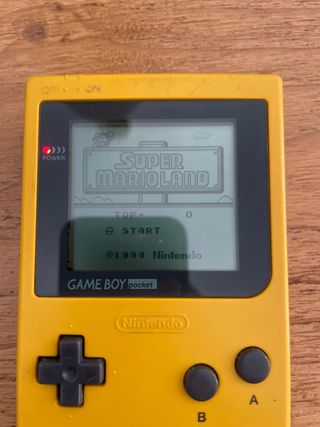 OFF ON
POWER
SUPER
MARIOLAND
TOP- 0
START
©1989 Nintendo
GAME BOY pocket
Nintendo
A
B